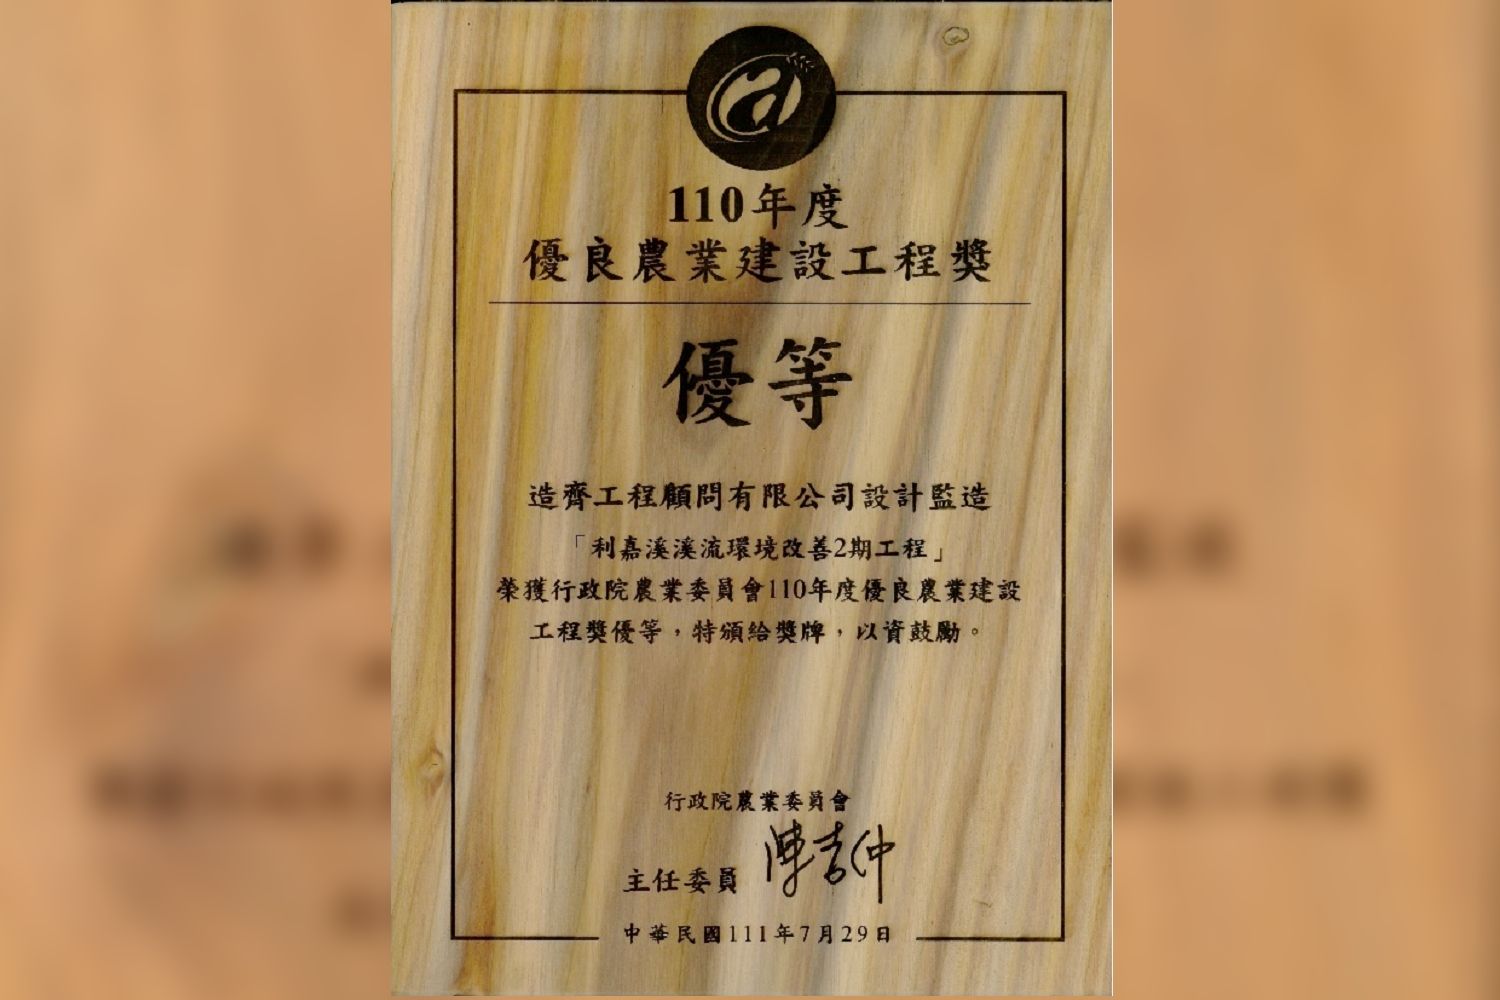 110年度
優良農業建設工程獎
優等
造齊工程顧問有限公司設計監造
「利嘉溪溪流環境改善2期工程」
榮獲行政院農業委員會110年度優良農業建設
工程獎優等，特頒給獎牌，以資鼓勵。
行政院農業委員會
主任委員 陳吉仲
中華民國111年7月29日